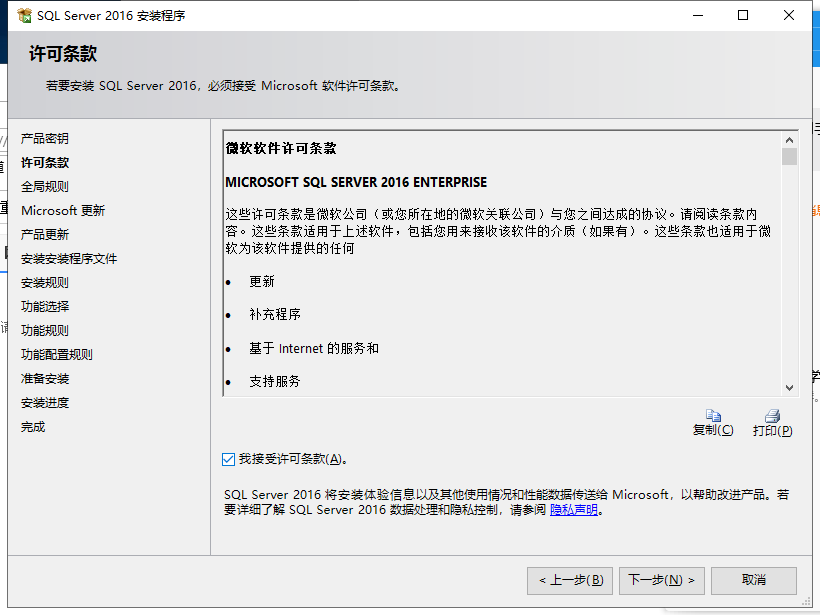 SQL Server 2016 安装程序
许可条款
若要安装 SQL Server 2016，必须接受 Microsoft 软件许可条款。
产品密钥
许可条款
全局规则
Microsoft 更新
产品更新
安装安装程序文件
安装规则
功能选择
功能规则
功能配置规则
准备安装
安装进度
完成
微软软件许可条款
MICROSOFT SQL SERVER 2016 ENTERPRISE
这些许可条款是微软公司（或您所在地的微软关联公司）与您之间达成的协议。请阅读条款内
容。这些条款适用于上述软件，包括您用来接收该软件的介质（如果有）。这些条款也适用于微
软为该软件提供的任何
• 更新
• 补充程序
• 基于 Internet 的服务和
• 支持服务
复制(C)
打印(P)
我接受许可条款(A)。
SQL Server 2016 将安装体验信息以及其他使用情况和性能数据传送给 Microsoft，以帮助改进产品。若
要详细了解 SQL Server 2016 数据处理和隐私控制，请参阅 隐私声明。
< 上一步(B)
下一步(N) >
取消